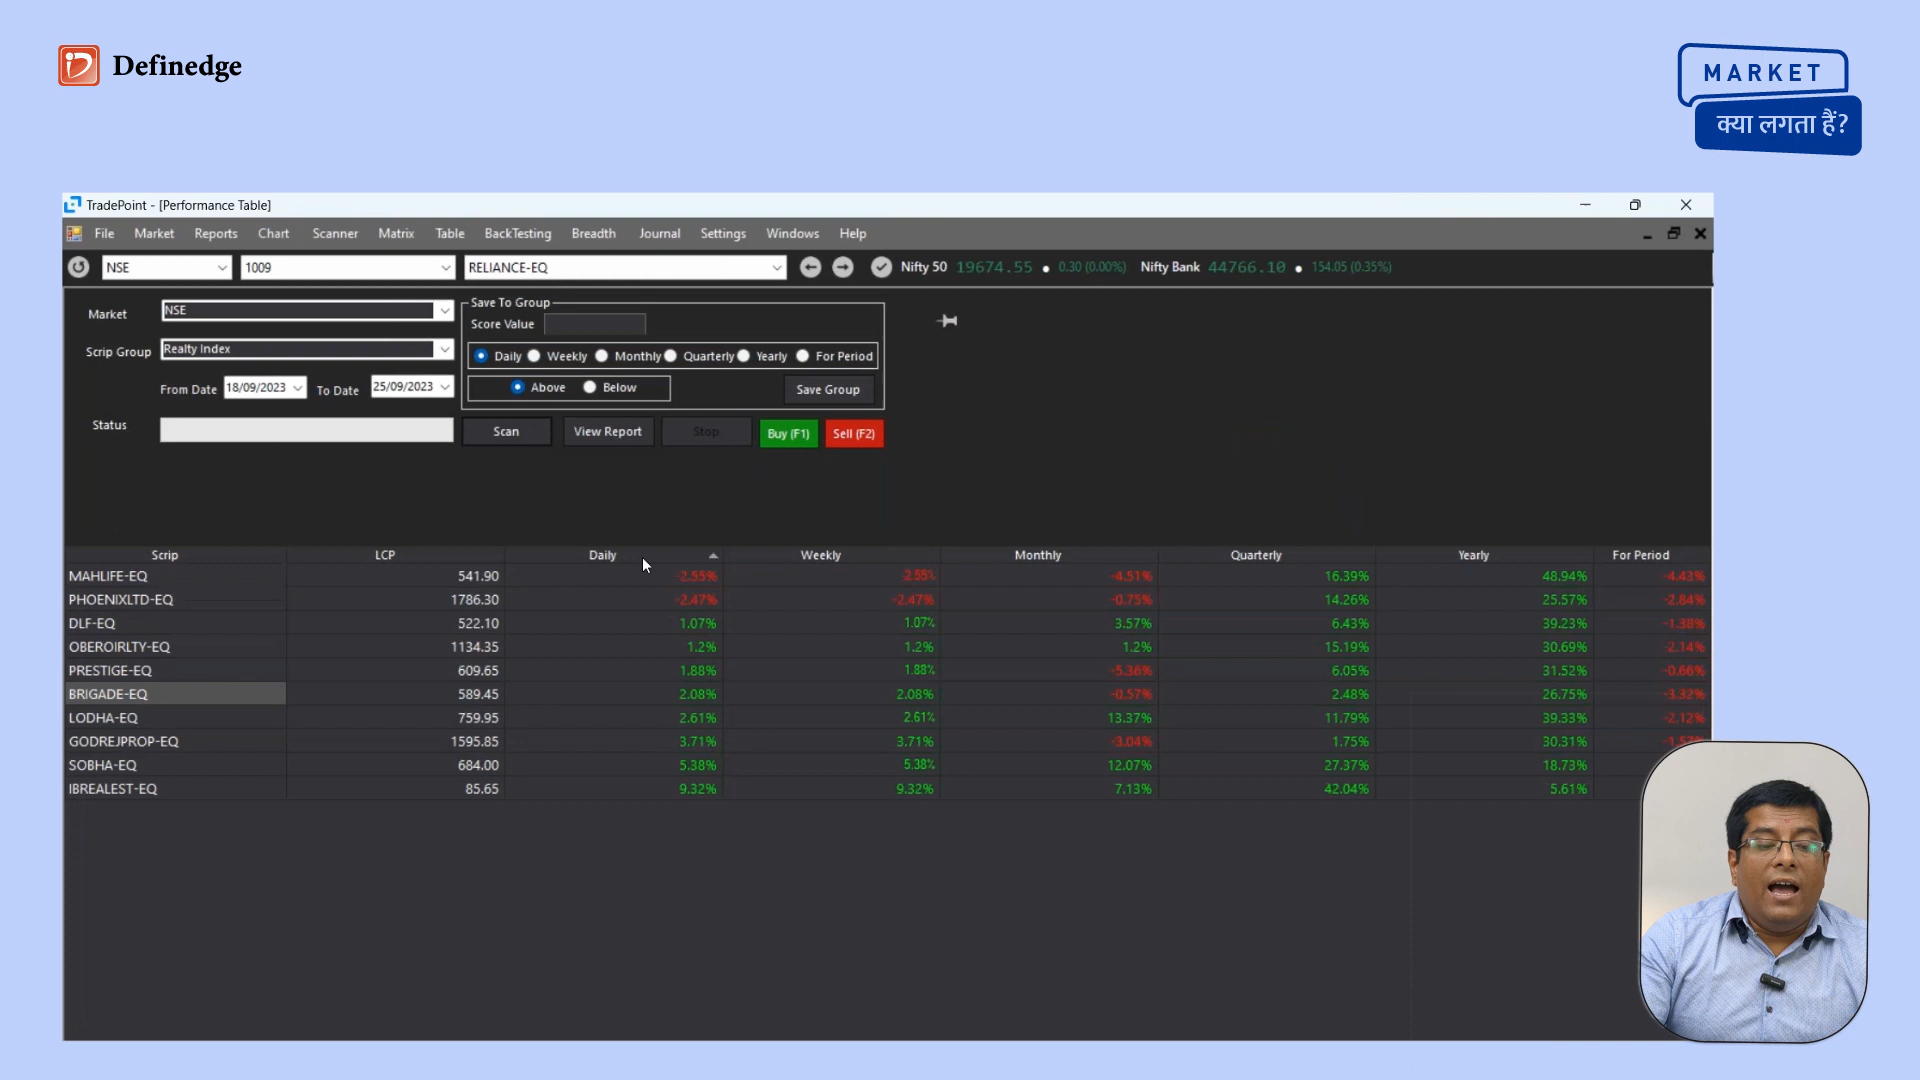 Definedge
MARKET
क्या लगता हैं?
TradePoint - [Performance Table]
File Market Reports Chart Scanner Matrix Table BackTesting Breadth Journal Settings Windows Help
NSE 1009 RELIANCE-EQ Nifty 50 19674.55 0.30 (0.00%) Nifty Bank 44766.10 154.05 (0.35%)
Market NSE
Save To Group
Score Value
Scrip Group Realty Index
Daily Weekly Monthly Quarterly Yearly For Period
From Date 18/09/2023 To Date 25/09/2023
Above Below Save Group
Status
Scan View Report Stop Buy (F1) Sell (F2)
Scrip LCP Daily Weekly Monthly Quarterly Yearly For Period
MAHLIFE-EQ 541.90 -2.55% -2.55% -4.51% 16.39% 48.94% -4.43%
PHOENIXLTD-EQ 1786.30 -2.47% -2.47% -0.75% 14.26% 25.57% -2.84%
DLF-EQ 522.10 1.07% 1.07% 3.57% 6.43% 39.23% -1.38%
OBEROIRLTY-EQ 1134.35 1.2% 1.2% 1.2% 15.19% 30.69% -2.14%
PRESTIGE-EQ 609.65 1.88% 1.88% -5.36% 6.05% 31.52% -0.66%
BRIGADE-EQ 589.45 2.08% 2.08% -0.57% 2.48% 26.75% -3.32%
LODHA-EQ 759.95 2.61% 2.61% 13.37% 11.79% 39.33% -2.12%
GODREJPROP-EQ 1595.85 3.71% 3.71% -3.04% 1.75% 30.31%
SOBHA-EQ 684.00 5.38% 5.38% 12.07% 27.37% 18.73%
IBREALEST-EQ 85.65 9.32% 9.32% 7.13% 42.04% 5.61%